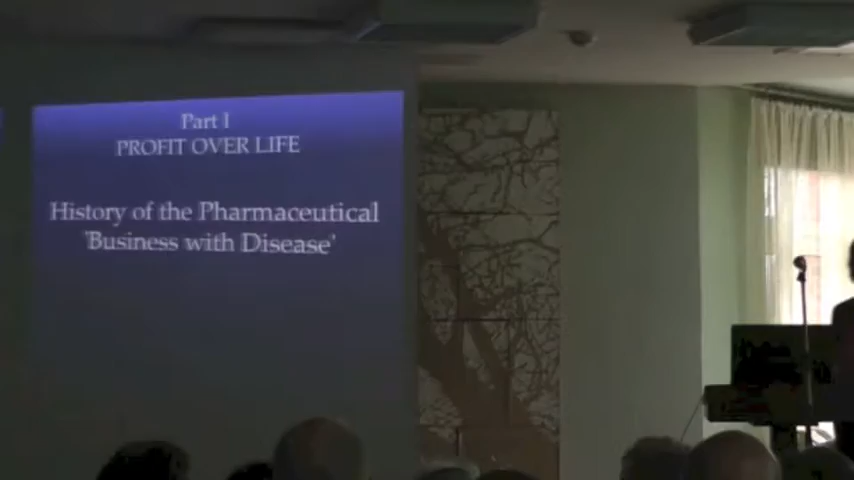 Part I
PROFIT OVER LIFE
History of the Pharmaceutical
'Business with Disease'